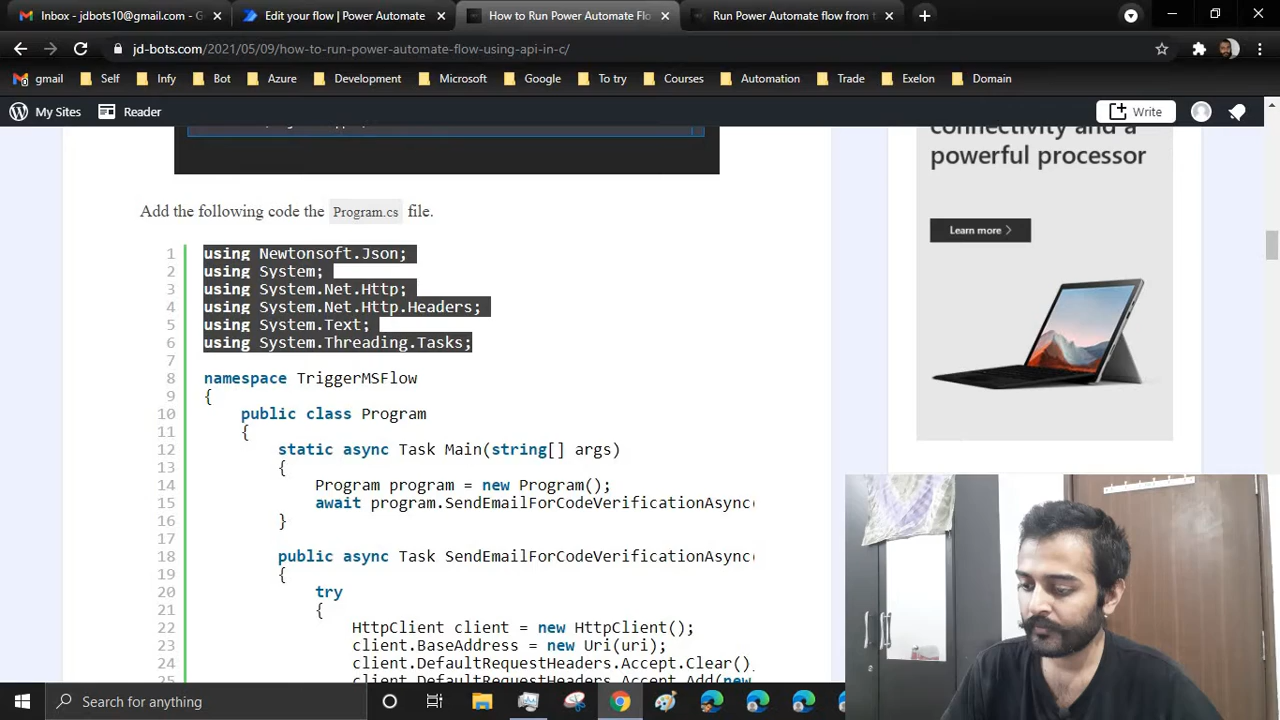 Inbox - jdbots10@gmail.com - G
Edit your flow | Power Automate
How to Run Power Automate Flo
Run Power Automate flow from t
jd-bots.com/2021/05/09/how-to-run-power-automate-flow-using-api-in-c/
gmail Self Infy Bot Azure Development Microsoft Google To try Courses Automation Trade Exelon Domain
My Sites Reader Write
connectivity and a
powerful processor
Learn more
Add the following code the Program.cs file.
1 using Newtonsoft.Json;
2 using System;
3 using System.Net.Http;
4 using System.Net.Http.Headers;
5 using System.Text;
6 using System.Threading.Tasks;
7
8 namespace TriggerMSFlow
9 {
10 public class Program
11 {
12 static async Task Main(string[] args)
13 {
14 Program program = new Program();
15 await program.SendEmailForCodeVerificationAsync(
16 }
17
18 public async Task SendEmailForCodeVerificationAsync(
19 {
20 try
21 {
22 HttpClient client = new HttpClient();
23 client.BaseAddress = new Uri(uri);
24 client.DefaultRequestHeaders.Accept.Clear()
25 client.DefaultRequestHeaders.Accept.Add(new
Search for anything